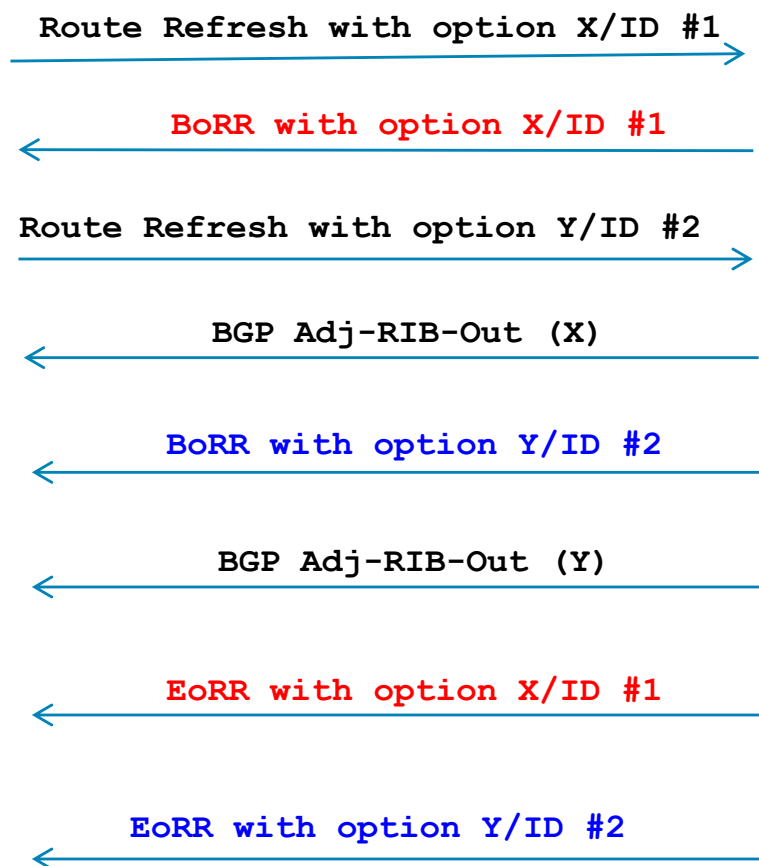 Route Refresh with option X/ID #1
BoRR with option X/ID #1
Route Refresh with option Y/ID #2
BGP Adj-RIB-Out (X)
BoRR with option Y/ID #2
BGP Adj-RIB-Out (Y)
EoRR with option X/ID #1
EoRR with option Y/ID #2